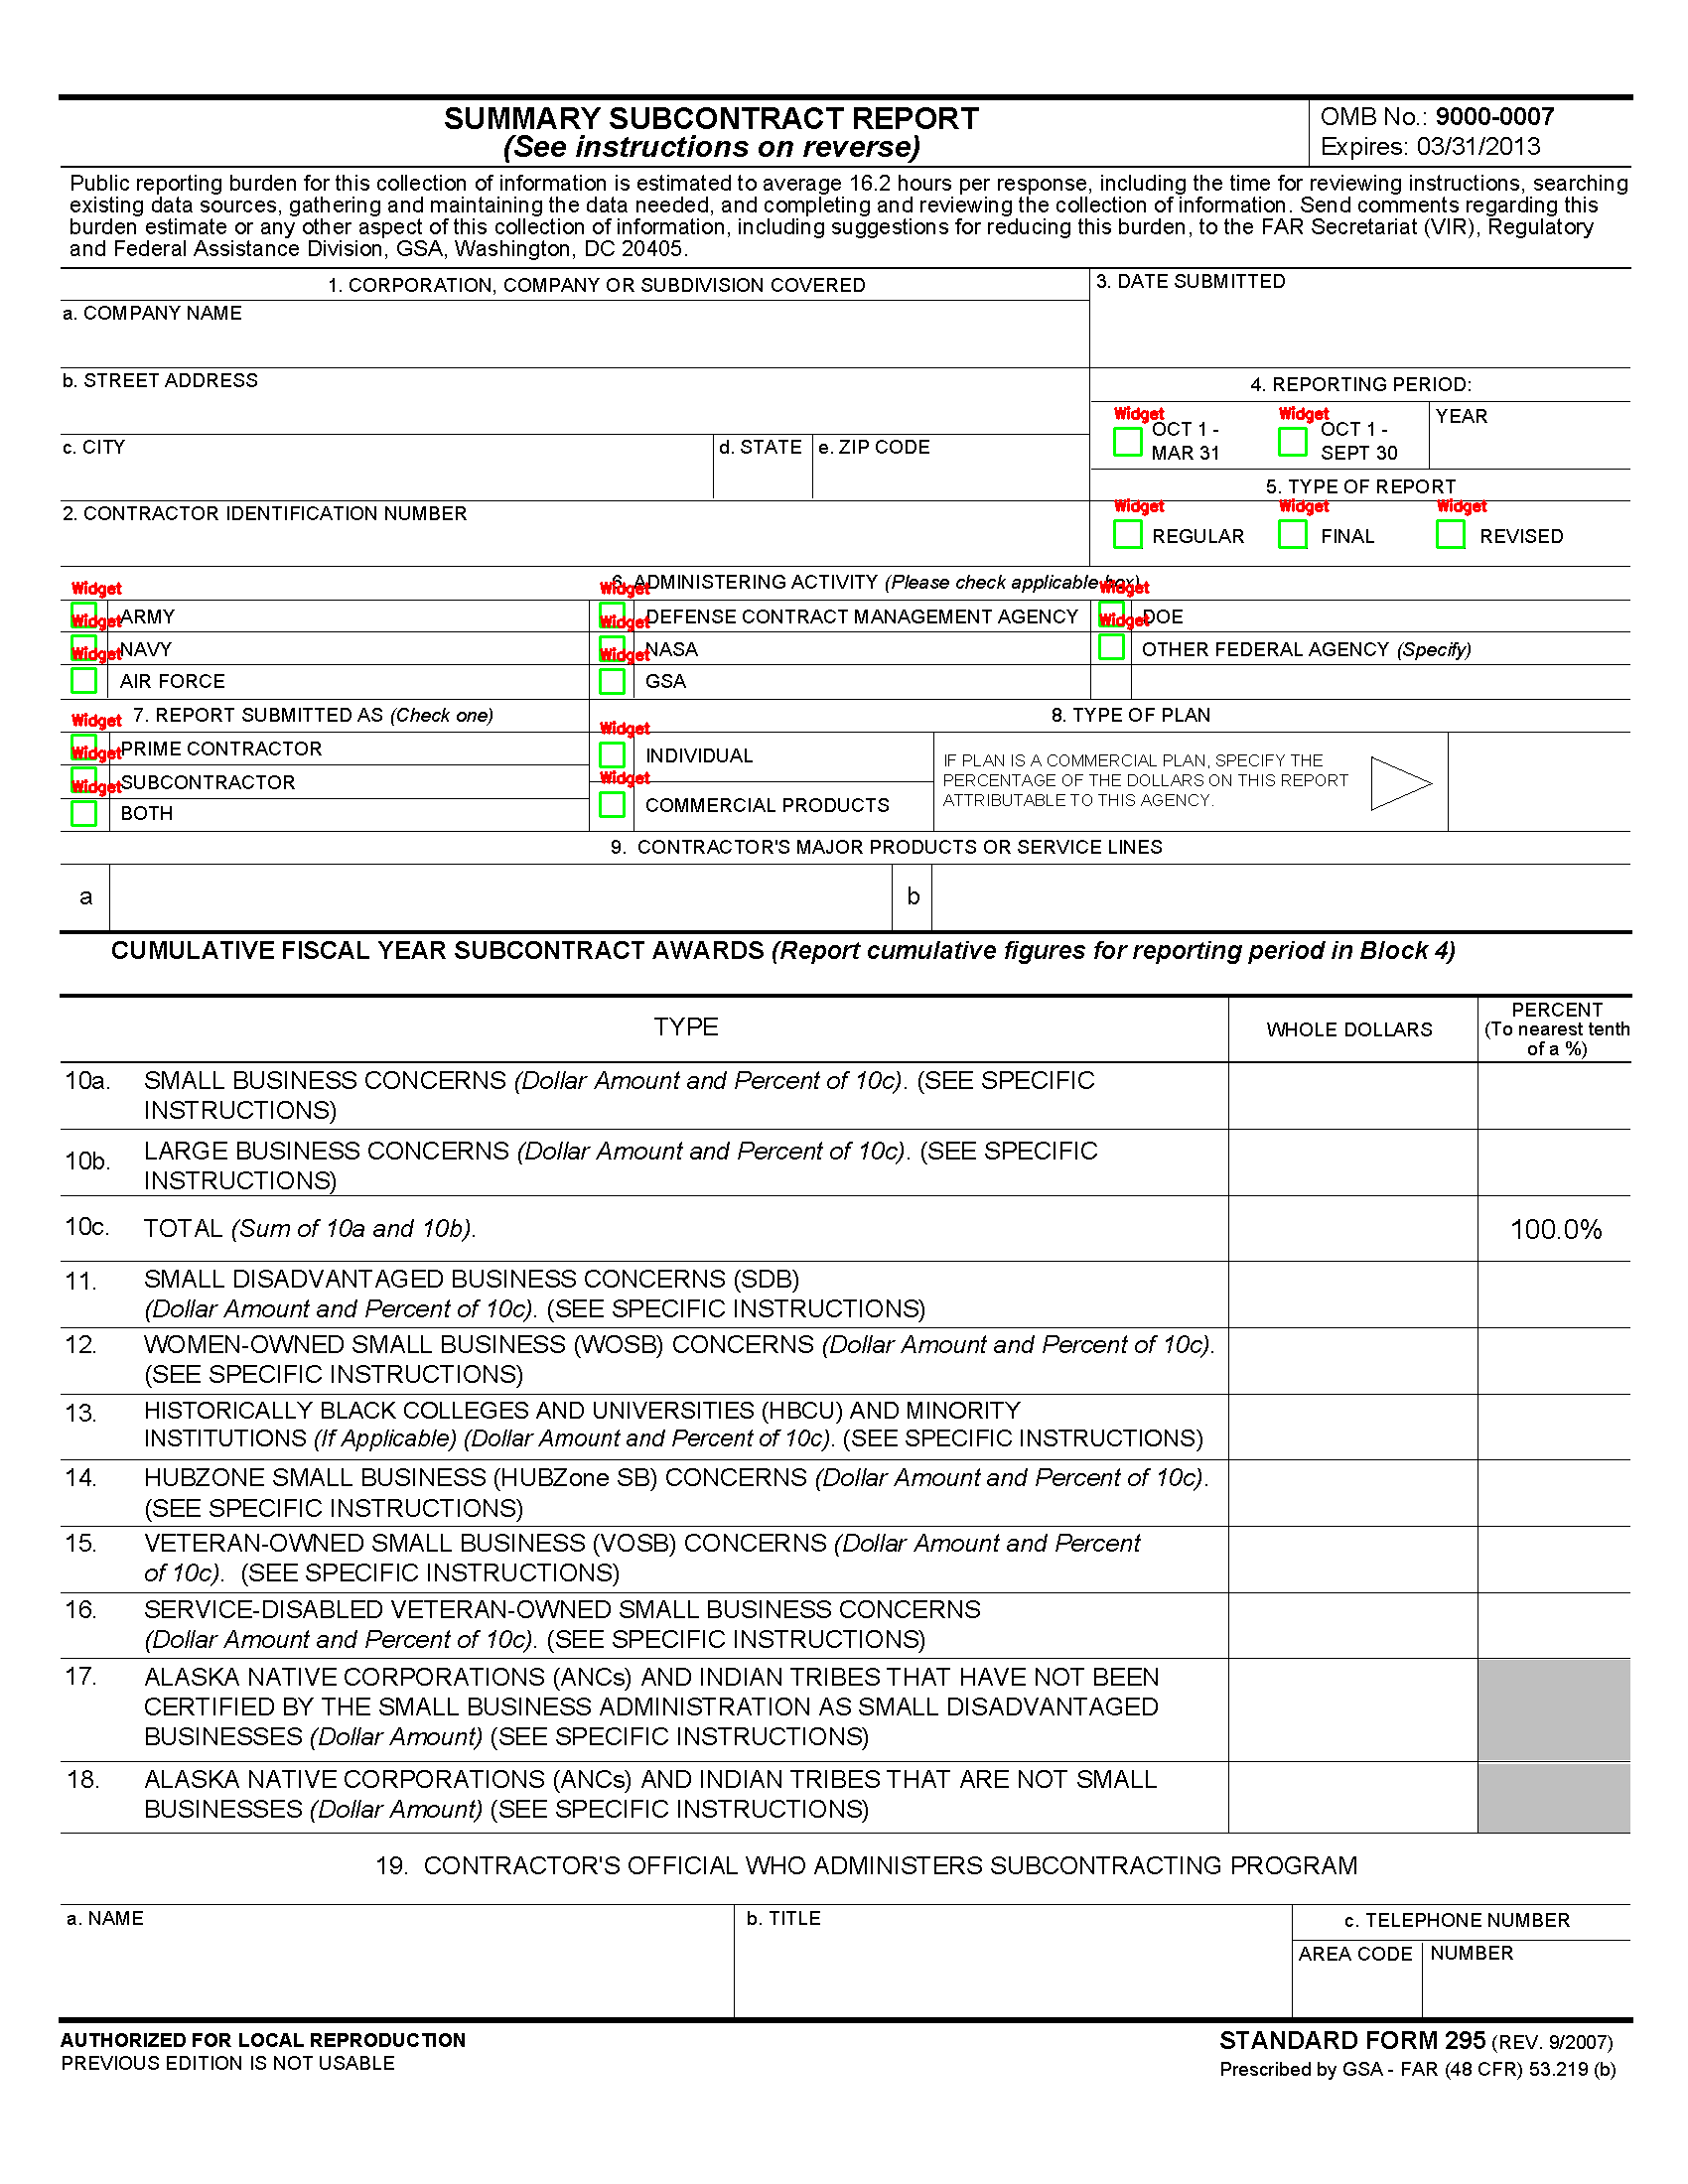 SUMMARY SUBCONTRACT REPORT
(See instructions on reverse)
OMB No.: 9000-0007
Expires: 03/31/2013
Public reporting burden for this collection of information is estimated to average 16.2 hours per response, including the time for reviewing instructions, searching
existing data sources, gathering and maintaining the data needed, and completing and reviewing the collection of information. Send comments regarding this
burden estimate or any other aspect of this collection of information, including suggestions for reducing this burden, to the FAR Secretariat (VIR), Regulatory
and Federal Assistance Division, GSA, Washington, DC 20405.
1. CORPORATION, COMPANY OR SUBDIVISION COVERED
3. DATE SUBMITTED
a. COMPANY NAME
b. STREET ADDRESS
4. REPORTING PERIOD:
Widget
OCT 1 -
MAR 31
Widget
OCT 1 -
SEPT 30
YEAR
c. CITY
d. STATE
e. ZIP CODE
5. TYPE OF REPORT
2. CONTRACTOR IDENTIFICATION NUMBER
Widget
REGULAR
Widget
FINAL
Widget
REVISED
6. ADMINISTERING ACTIVITY (Please check applicable box)
Widget
ARMY
Widget
DEFENSE CONTRACT MANAGEMENT AGENCY
Widget
DOE
Widget
NAVY
Widget
NASA
Widget
OTHER FEDERAL AGENCY (Specify)
Widget
AIR FORCE
Widget
GSA
7. REPORT SUBMITTED AS (Check one)
8. TYPE OF PLAN
Widget
PRIME CONTRACTOR
Widget
SUBCONTRACTOR
Widget
BOTH
Widget
INDIVIDUAL
Widget
COMMERCIAL PRODUCTS
IF PLAN IS A COMMERCIAL PLAN, SPECIFY THE
PERCENTAGE OF THE DOLLARS ON THIS REPORT
ATTRIBUTABLE TO THIS AGENCY.
9. CONTRACTOR'S MAJOR PRODUCTS OR SERVICE LINES
a
b
CUMULATIVE FISCAL YEAR SUBCONTRACT AWARDS (Report cumulative figures for reporting period in Block 4)
TYPE
WHOLE DOLLARS
PERCENT
(To nearest tenth
of a %)
10a. SMALL BUSINESS CONCERNS (Dollar Amount and Percent of 10c). (SEE SPECIFIC
INSTRUCTIONS)
10b. LARGE BUSINESS CONCERNS (Dollar Amount and Percent of 10c). (SEE SPECIFIC
INSTRUCTIONS)
10c. TOTAL (Sum of 10a and 10b).
100.0%
11. SMALL DISADVANTAGED BUSINESS CONCERNS (SDB)
(Dollar Amount and Percent of 10c). (SEE SPECIFIC INSTRUCTIONS)
12. WOMEN-OWNED SMALL BUSINESS (WOSB) CONCERNS (Dollar Amount and Percent of 10c).
(SEE SPECIFIC INSTRUCTIONS)
13. HISTORICALLY BLACK COLLEGES AND UNIVERSITIES (HBCU) AND MINORITY
INSTITUTIONS (If Applicable) (Dollar Amount and Percent of 10c). (SEE SPECIFIC INSTRUCTIONS)
14. HUBZONE SMALL BUSINESS (HUBZone SB) CONCERNS (Dollar Amount and Percent of 10c).
(SEE SPECIFIC INSTRUCTIONS)
15. VETERAN-OWNED SMALL BUSINESS (VOSB) CONCERNS (Dollar Amount and Percent
of 10c). (SEE SPECIFIC INSTRUCTIONS)
16. SERVICE-DISABLED VETERAN-OWNED SMALL BUSINESS CONCERNS
(Dollar Amount and Percent of 10c). (SEE SPECIFIC INSTRUCTIONS)
17. ALASKA NATIVE CORPORATIONS (ANCs) AND INDIAN TRIBES THAT HAVE NOT BEEN
CERTIFIED BY THE SMALL BUSINESS ADMINISTRATION AS SMALL DISADVANTAGED
BUSINESSES (Dollar Amount) (SEE SPECIFIC INSTRUCTIONS)
18. ALASKA NATIVE CORPORATIONS (ANCs) AND INDIAN TRIBES THAT ARE NOT SMALL
BUSINESSES (Dollar Amount) (SEE SPECIFIC INSTRUCTIONS)
19. CONTRACTOR'S OFFICIAL WHO ADMINISTERS SUBCONTRACTING PROGRAM
a. NAME
b. TITLE
c. TELEPHONE NUMBER
AREA CODE
NUMBER
AUTHORIZED FOR LOCAL REPRODUCTION
PREVIOUS EDITION IS NOT USABLE
STANDARD FORM 295 (REV. 9/2007)
Prescribed by GSA - FAR (48 CFR) 53.219 (b)